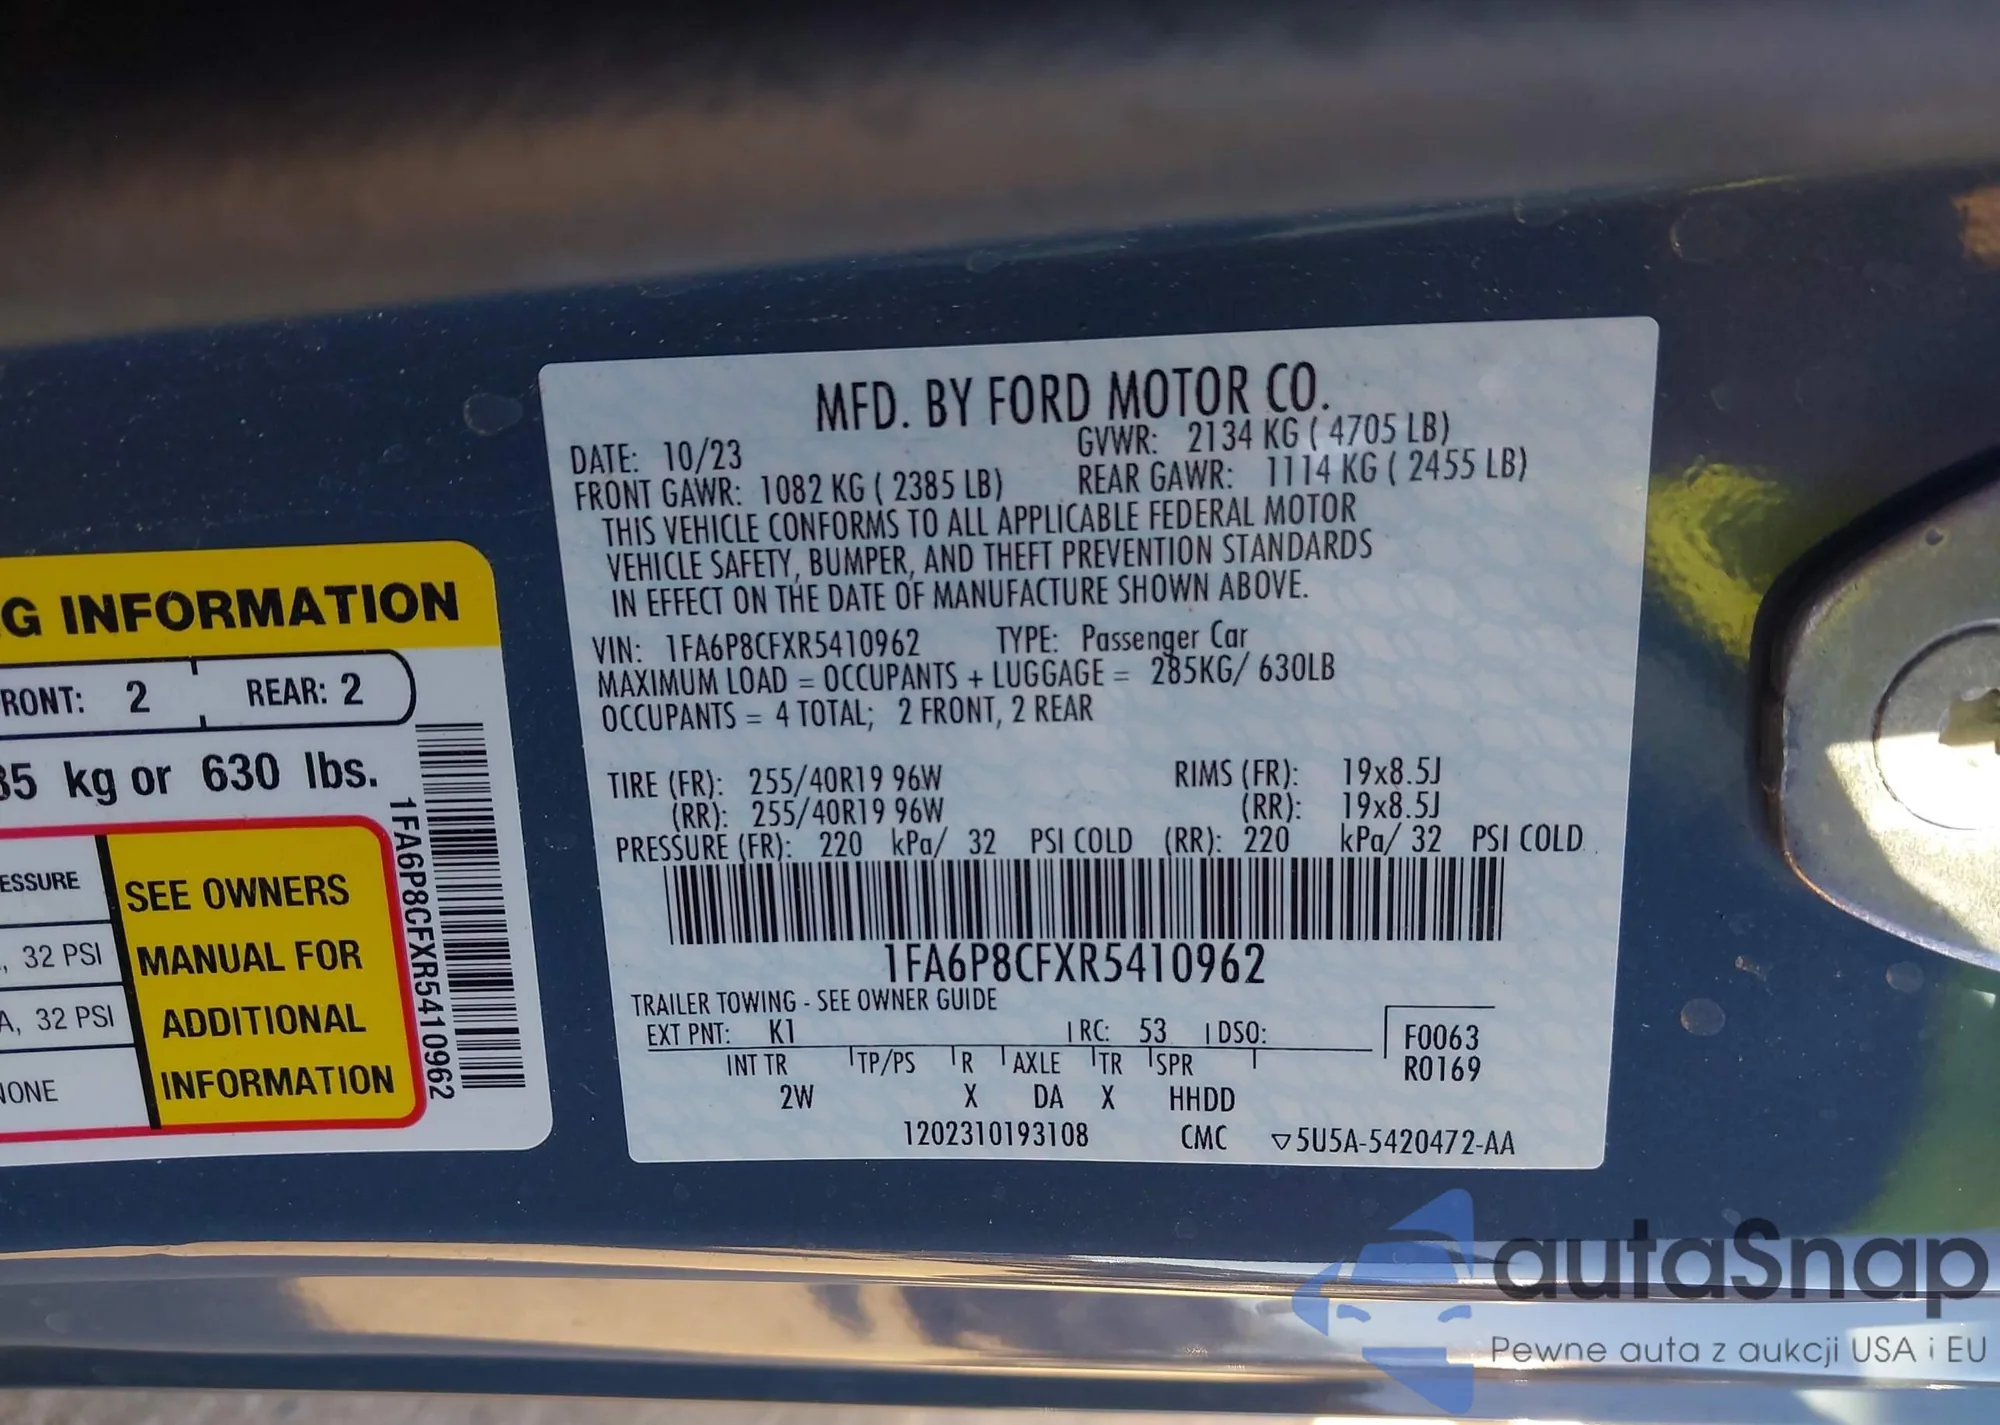 G INFORMATION
RONT: 2 REAR: 2
35 kg or 630 lbs.
ESSURE
, 32 PSI
A, 32 PSI
NONE
SEE OWNERS
MANUAL FOR
ADDITIONAL
INFORMATION
1FA6P8CFXR5410962
MFD. BY FORD MOTOR CO.
DATE: 10/23 GVWR: 2134 KG ( 4705 LB)
FRONT GAWR: 1082 KG ( 2385 LB) REAR GAWR: 1114 KG ( 2455 LB)
THIS VEHICLE CONFORMS TO ALL APPLICABLE FEDERAL MOTOR
VEHICLE SAFETY, BUMPER, AND THEFT PREVENTION STANDARDS
IN EFFECT ON THE DATE OF MANUFACTURE SHOWN ABOVE.
VIN: 1FA6P8CFXR5410962 TYPE: Passenger Car
MAXIMUM LOAD = OCCUPANTS + LUGGAGE = 285KG/ 630LB
OCCUPANTS = 4 TOTAL; 2 FRONT, 2 REAR
TIRE (FR): 255/40R19 96W RIMS (FR): 19x8.5J
(RR): 255/40R19 96W (RR): 19x8.5J
PRESSURE (FR): 220 kPa/ 32 PSI COLD (RR): 220 kPa/ 32 PSI COLD
1FA6P8CFXR5410962
TRAILER TOWING - SEE OWNER GUIDE
EXT PNT: K1 RC: 53 DSO: F0063
INT TR TP/PS R AXLE TR SPR R0169
2W X DA X HHDD
1202310193108 CMC ▽5U5A-5420472-AA
autaSnap
Pewne auta z aukcji USA i EU